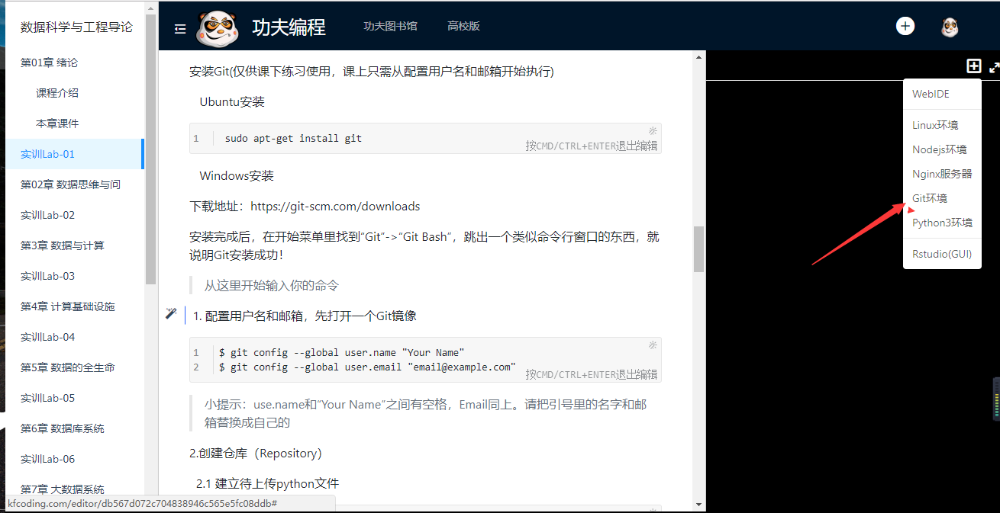 数据科学与工程导论
第01章 绪论
课程介绍
本章课件
实训Lab-01
第02章 数据思维与问
实训Lab-02
第3章 数据与计算
实训Lab-03
第4章 计算基础设施
实训Lab-04
第5章 数据的全生命
实训Lab-05
第6章 数据库系统
实训Lab-06
第7章 大数据系统
kfcoding.com/editor/db567d072c704838946c565e5fc08ddb#
功夫编程
功夫图书馆
高校版
安装Git(仅供课下练习使用，课上只需从配置用户名和邮箱开始执行)
Ubuntu安装
1 sudo apt-get install git
按CMD/CTRL+ENTER退出编辑
Windows安装
下载地址：https://git-scm.com/downloads
安装完成后，在开始菜单里找到“Git”->“Git Bash”，跳出一个类似命令行窗口的东西，就
说明Git安装成功！
从这里开始输入你的命令
1. 配置用户名和邮箱，先打开一个Git镜像
1 $ git config --global user.name "Your Name"
2 $ git config --global user.email "email@example.com"
按CMD/CTRL+ENTER退出编辑
小提示：use.name和“Your Name”之间有空格，Email同上。请把引号里的名字和邮
箱替换成自己的
2.创建仓库（Repository）
2.1 建立待上传python文件
WebIDE
Linux环境
Nodejs环境
Nginx服务器
Git环境
Python3环境
Rstudio(GUI)